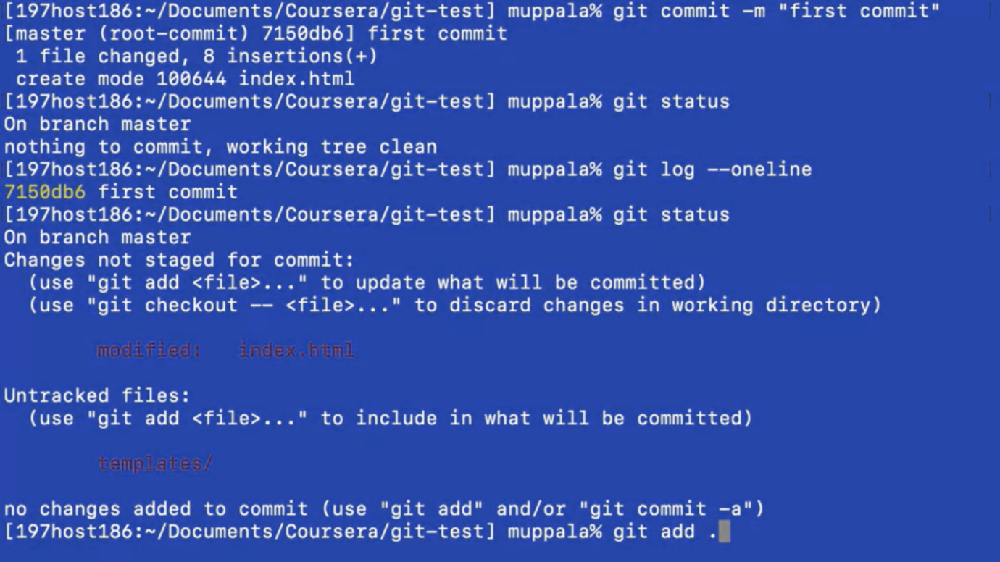 [197host186:~/Documents/Coursera/git-test] muppala% git commit -m "first commit"
[master (root-commit) 7150db6] first commit
 1 file changed, 8 insertions(+)
 create mode 100644 index.html
[197host186:~/Documents/Coursera/git-test] muppala% git status
On branch master
nothing to commit, working tree clean
[197host186:~/Documents/Coursera/git-test] muppala% git log --oneline
7150db6 first commit
[197host186:~/Documents/Coursera/git-test] muppala% git status
On branch master
Changes not staged for commit:
  (use "git add <file>..." to update what will be committed)
  (use "git checkout -- <file>..." to discard changes in working directory)
        modified:   index.html
Untracked files:
  (use "git add <file>..." to include in what will be committed)
        templates/
no changes added to commit (use "git add" and/or "git commit -a")
[197host186:~/Documents/Coursera/git-test] muppala% git add .